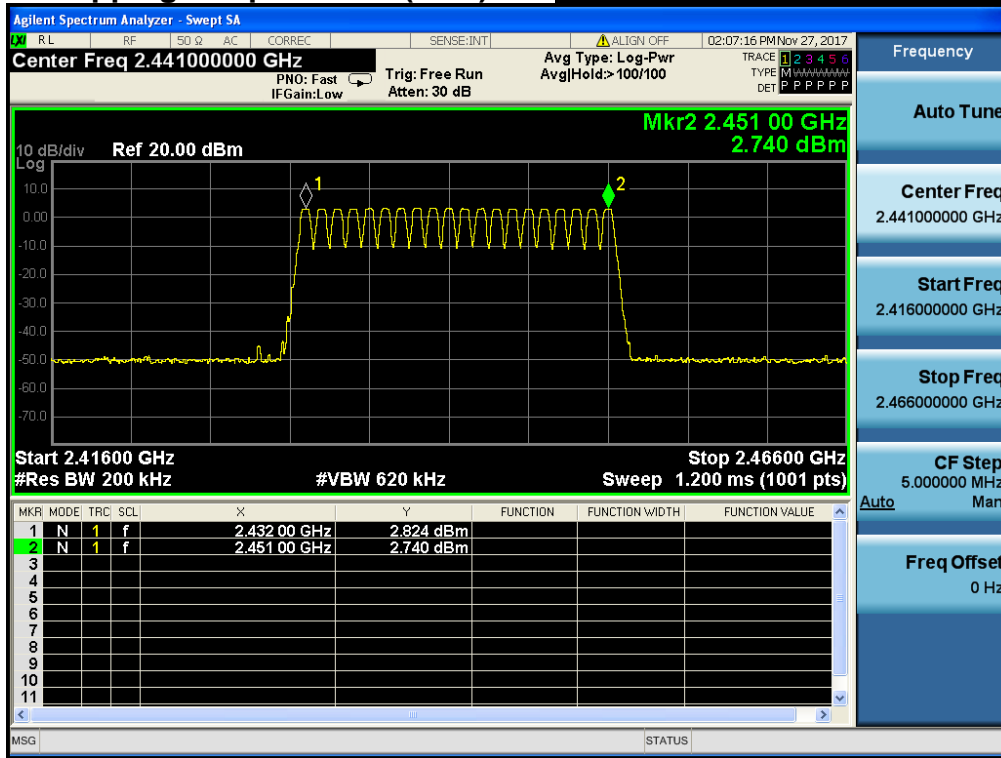 Agilent Spectrum Analyzer - Swept SA
LXI RL RF 50 Ω AC CORREC SENSE:INT ALIGN OFF 02:07:16 PM Nov 27, 2017
Center Freq 2.441000000 GHz
PNO: Fast
IFGain:Low
Trig: Free Run
Atten: 30 dB
Avg Type: Log-Pwr
Avg|Hold:>100/100
TRACE 1 2 3 4 5 6
TYPE M
DET P P P P P P
Mkr2 2.451 00 GHz
2.740 dBm
10 dB/div Ref 20.00 dBm
Log
1
2
10.0
0.00
-10.0
-20.0
-30.0
-40.0
-50.0
-60.0
-70.0
Start 2.41600 GHz Stop 2.46600 GHz
#Res BW 200 kHz #VBW 620 kHz Sweep 1.200 ms (1001 pts)
MKR MODE TRC SCL X Y FUNCTION FUNCTION WIDTH FUNCTION VALUE
1 N 1 f 2.432 00 GHz 2.824 dBm
2 N 1 f 2.451 00 GHz 2.740 dBm
3
4
5
6
7
8
9
10
11
MSG STATUS
Frequency
Auto Tune
Center Freq
2.441000000 GHz
Start Freq
2.416000000 GHz
Stop Freq
2.466000000 GHz
CF Step
5.000000 MHz
Auto Man
Freq Offset
0 Hz